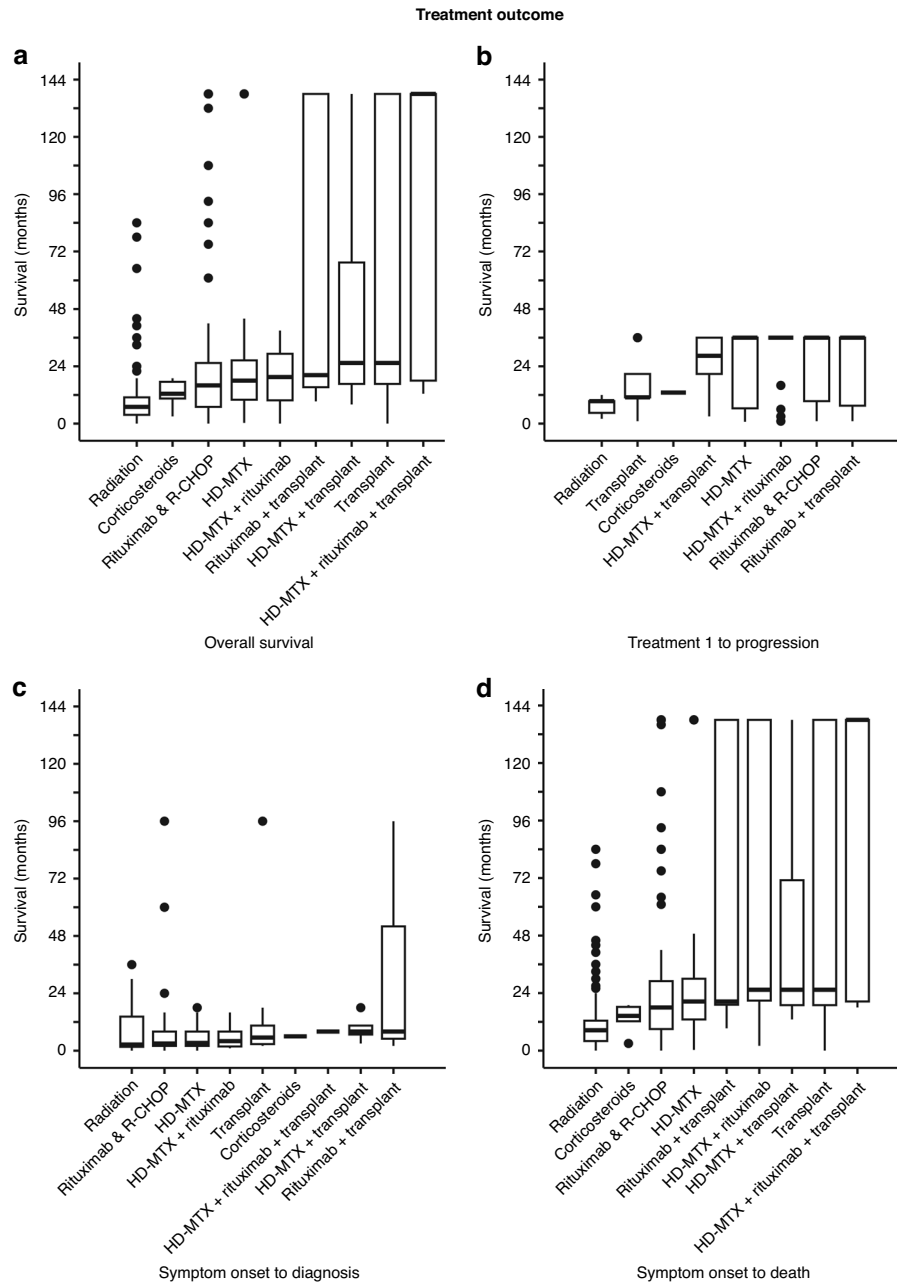 Treatment outcome
a
144
120
96
72
48
24
0
Survival (months)
Radiation
Corticosteroids
Rituximab & R-CHOP
HD-MTX
HD-MTX + rituximab
Rituximab + transplant
HD-MTX + transplant
Transplant
HD-MTX + rituximab + transplant
Overall survival
b
144
120
96
72
48
24
0
Survival (months)
Radiation
Transplant
Corticosteroids
HD-MTX + transplant
HD-MTX
HD-MTX + rituximab
Rituximab & R-CHOP
Rituximab + transplant
Treatment 1 to progression
c
144
120
96
72
48
24
0
Survival (months)
Radiation
Rituximab & R-CHOP
HD-MTX
HD-MTX + rituximab
Transplant
Corticosteroids
HD-MTX + rituximab + transplant
HD-MTX + transplant
Rituximab + transplant
Symptom onset to diagnosis
d
144
120
96
72
48
24
0
Survival (months)
Radiation
Corticosteroids
Rituximab & R-CHOP
HD-MTX
Rituximab + transplant
HD-MTX + rituximab
HD-MTX + transplant
Transplant
HD-MTX + rituximab + transplant
Symptom onset to death